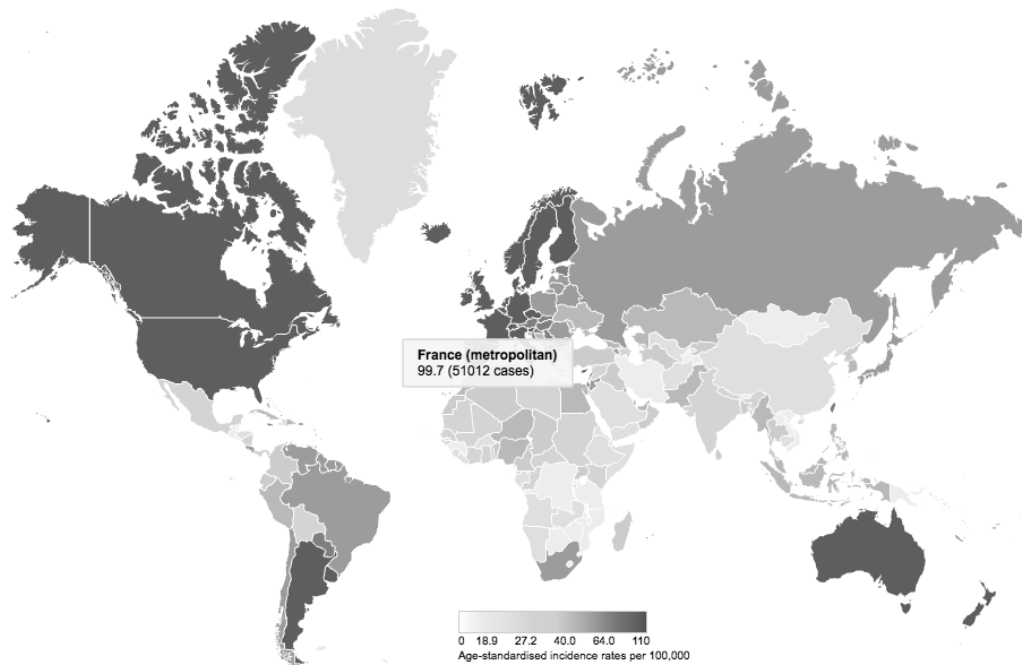 France (metropolitan)
99.7 (51012 cases)
0 18.9 27.2 40.0 64.0 110
Age-standardised incidence rates per 100,000